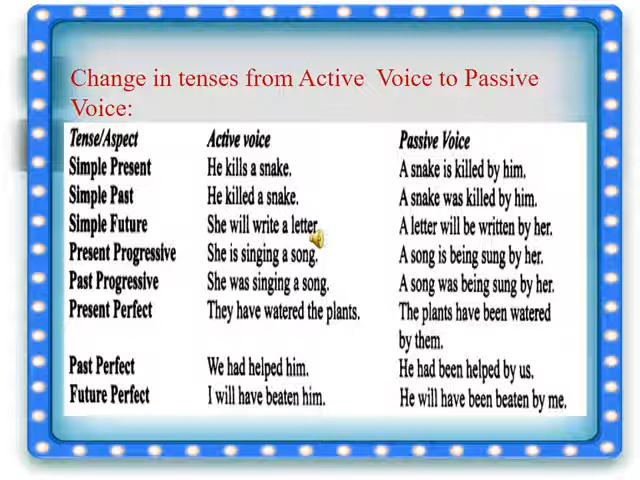 Change in tenses from Active Voice to Passive
Voice:
Tense/Aspect Active voice Passive Voice
Simple Present He kills a snake. A snake is killed by him.
Simple Past He killed a snake. A snake was killed by him.
Simple Future She will write a letter A letter will be written by her.
Present Progressive She is singing a song. A song is being sung by her.
Past Progressive She was singing a song. A song was being sung by her.
Present Perfect They have watered the plants. The plants have been watered
by them.
Past Perfect We had helped him. He had been helped by us.
Future Perfect I will have beaten him. He will have been beaten by me.